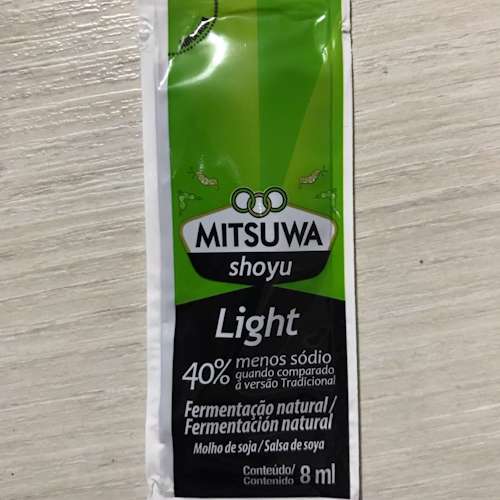 MITSUWA
shoyu
Light
40% menos sódio
quando comparado
à versão Tradicional
Fermentação natural /
Fermentación natural
Molho de soja / Salsa de soya
Conteúdo/
Contenido 8 ml